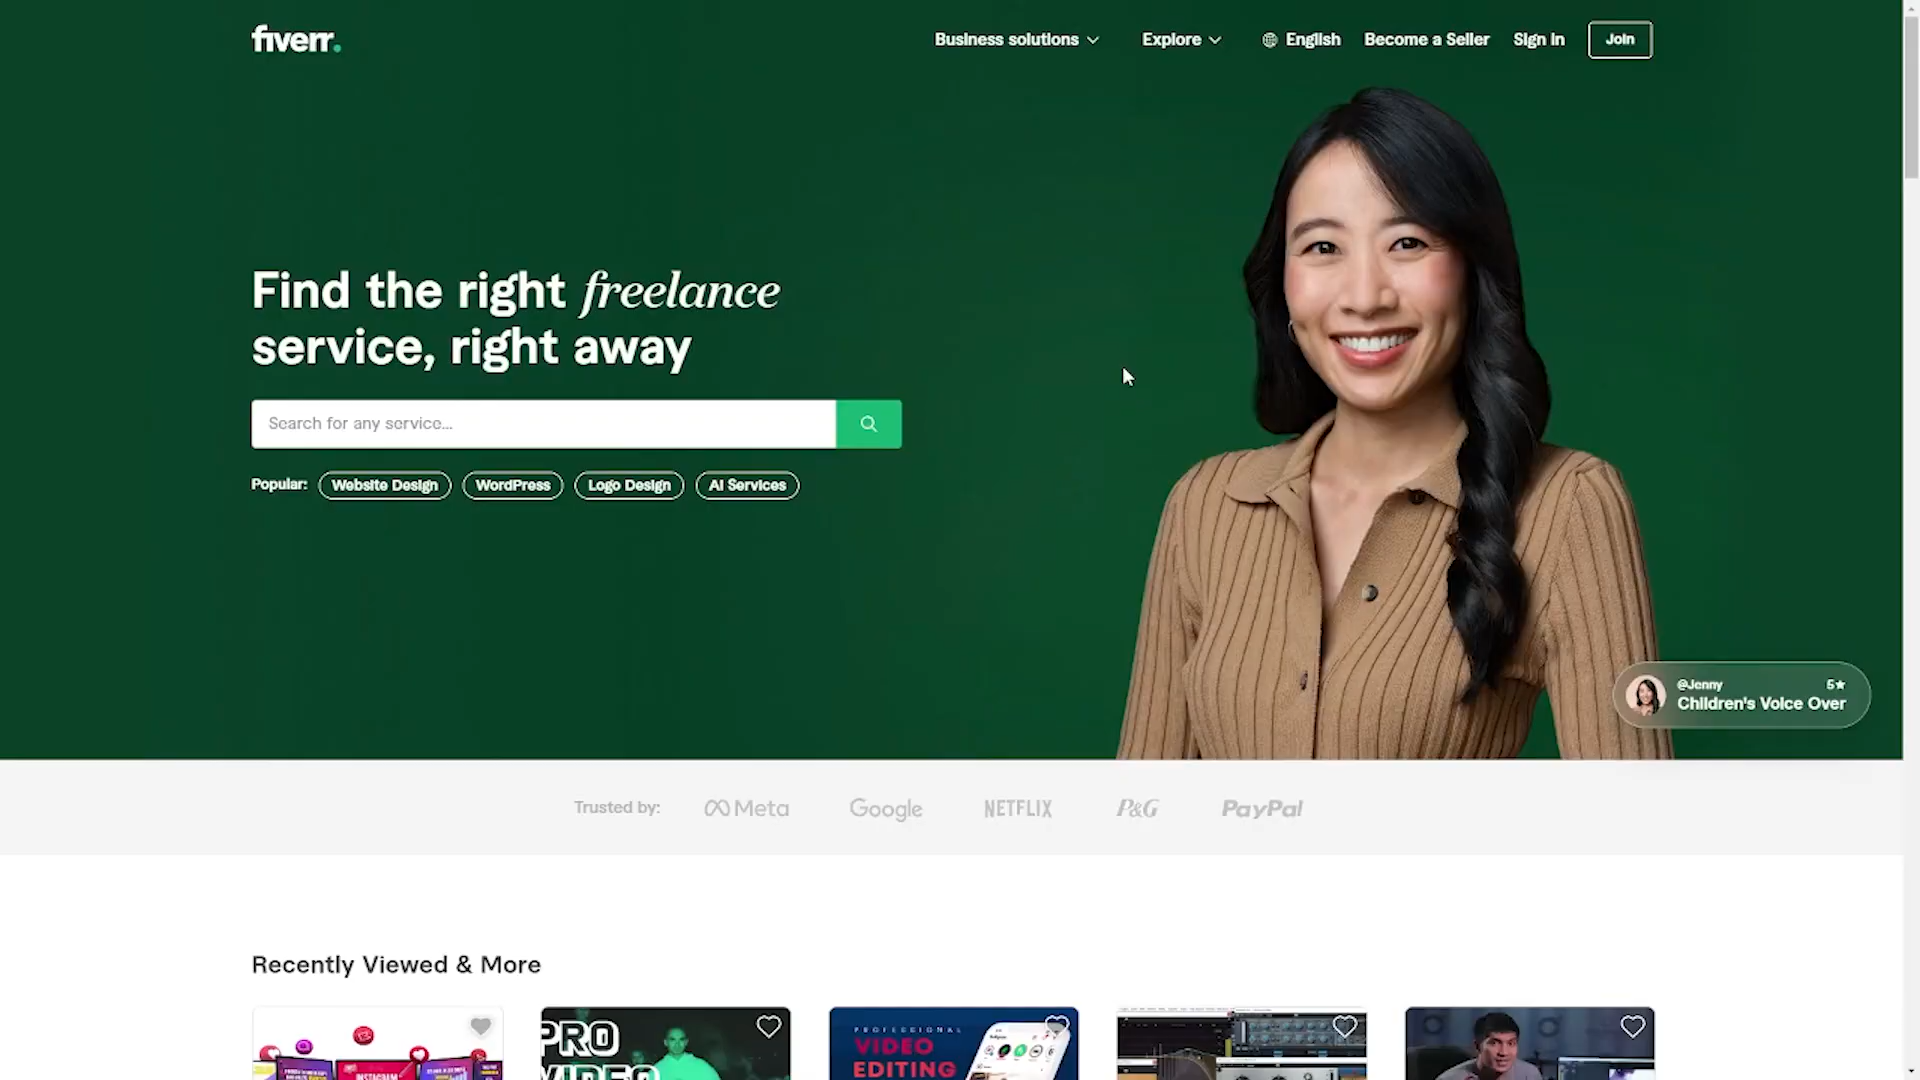 fiverr.
Business solutions
Explore
English
Become a Seller
Sign in
Join
Find the right freelance
service, right away
Search for any service...
Popular:
Website Design
WordPress
Logo Design
AI Services
@Jenny
5★
Children's Voice Over
Trusted by:
Meta
Google
NETFLIX
P&G
PayPal
Recently Viewed & More
INSTAGRAM
PRO
VIDEO
PROFESSIONAL
VIDEO
EDITING